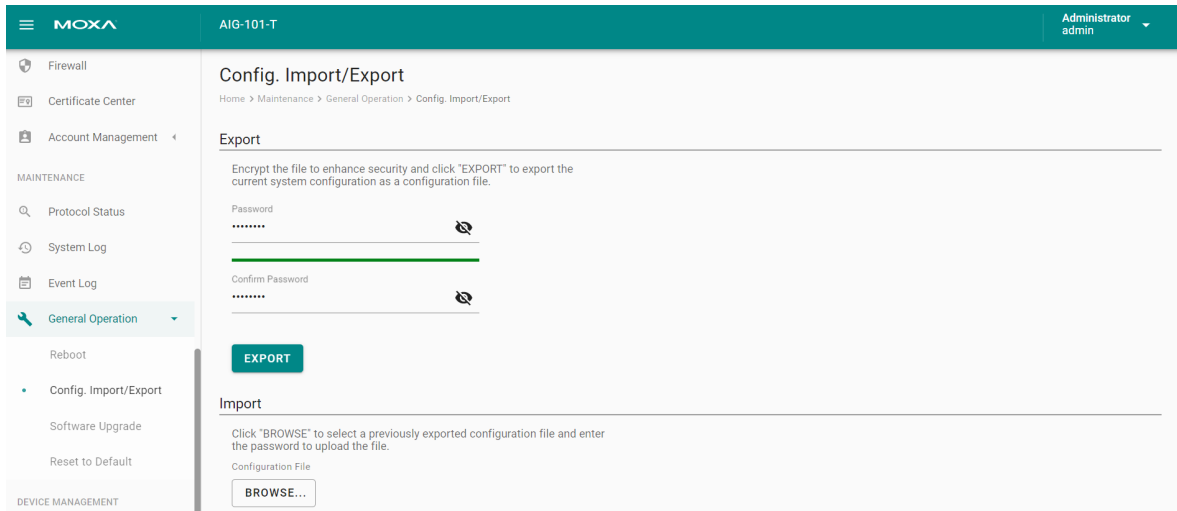 MOXA
AIG-101-T
Administrator
admin
Firewall
Certificate Center
Account Management
MAINTENANCE
Protocol Status
System Log
Event Log
General Operation
Reboot
Config. Import/Export
Software Upgrade
Reset to Default
DEVICE MANAGEMENT
Config. Import/Export
Home > Maintenance > General Operation > Config. Import/Export
Export
Encrypt the file to enhance security and click "EXPORT" to export the
current system configuration as a configuration file.
Password
••••••••
Confirm Password
••••••••
EXPORT
Import
Click "BROWSE" to select a previously exported configuration file and enter
the password to upload the file.
Configuration File
BROWSE...